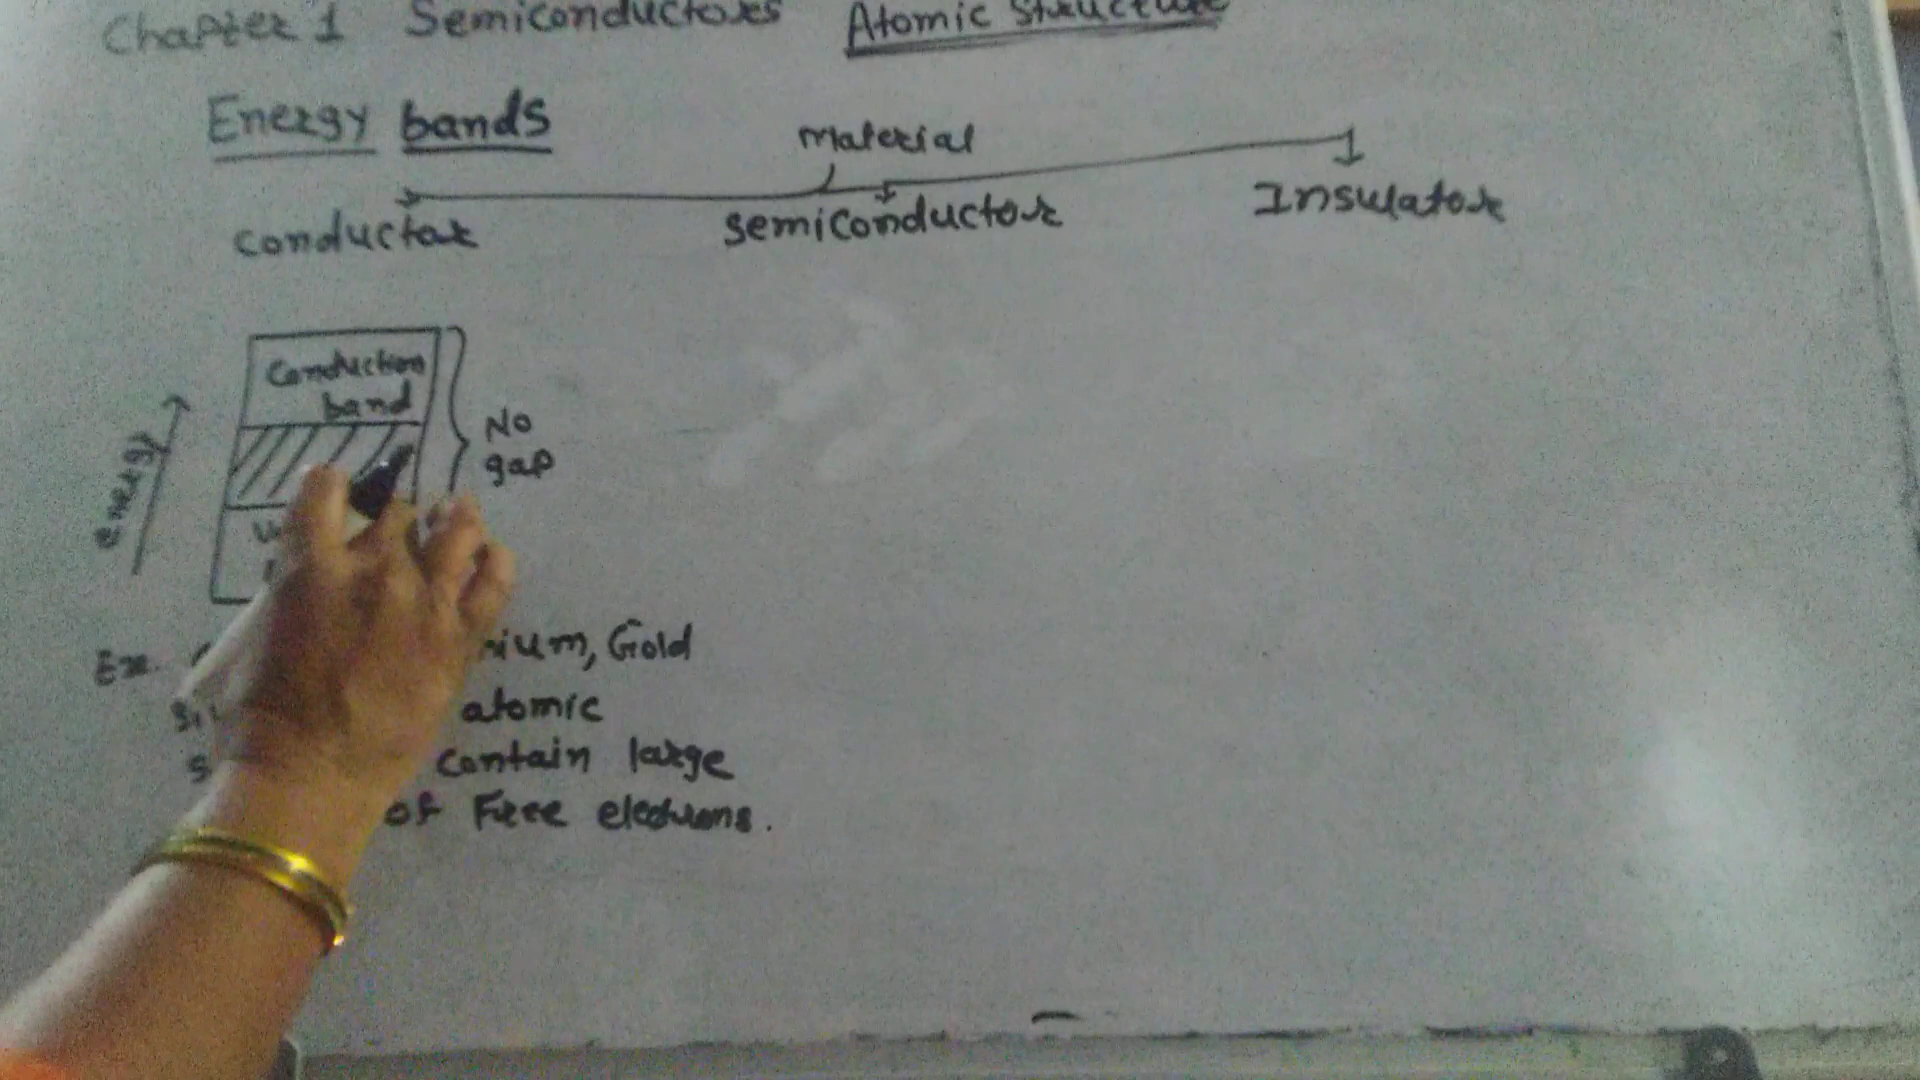 Chapter 1 Semiconductors Atomic Structure
Energy bands
Material
conductor semiconductor Insulator
Conduction
band
energy
No
gap
Ex. Gold
atomic
contain large
of Free electrons.